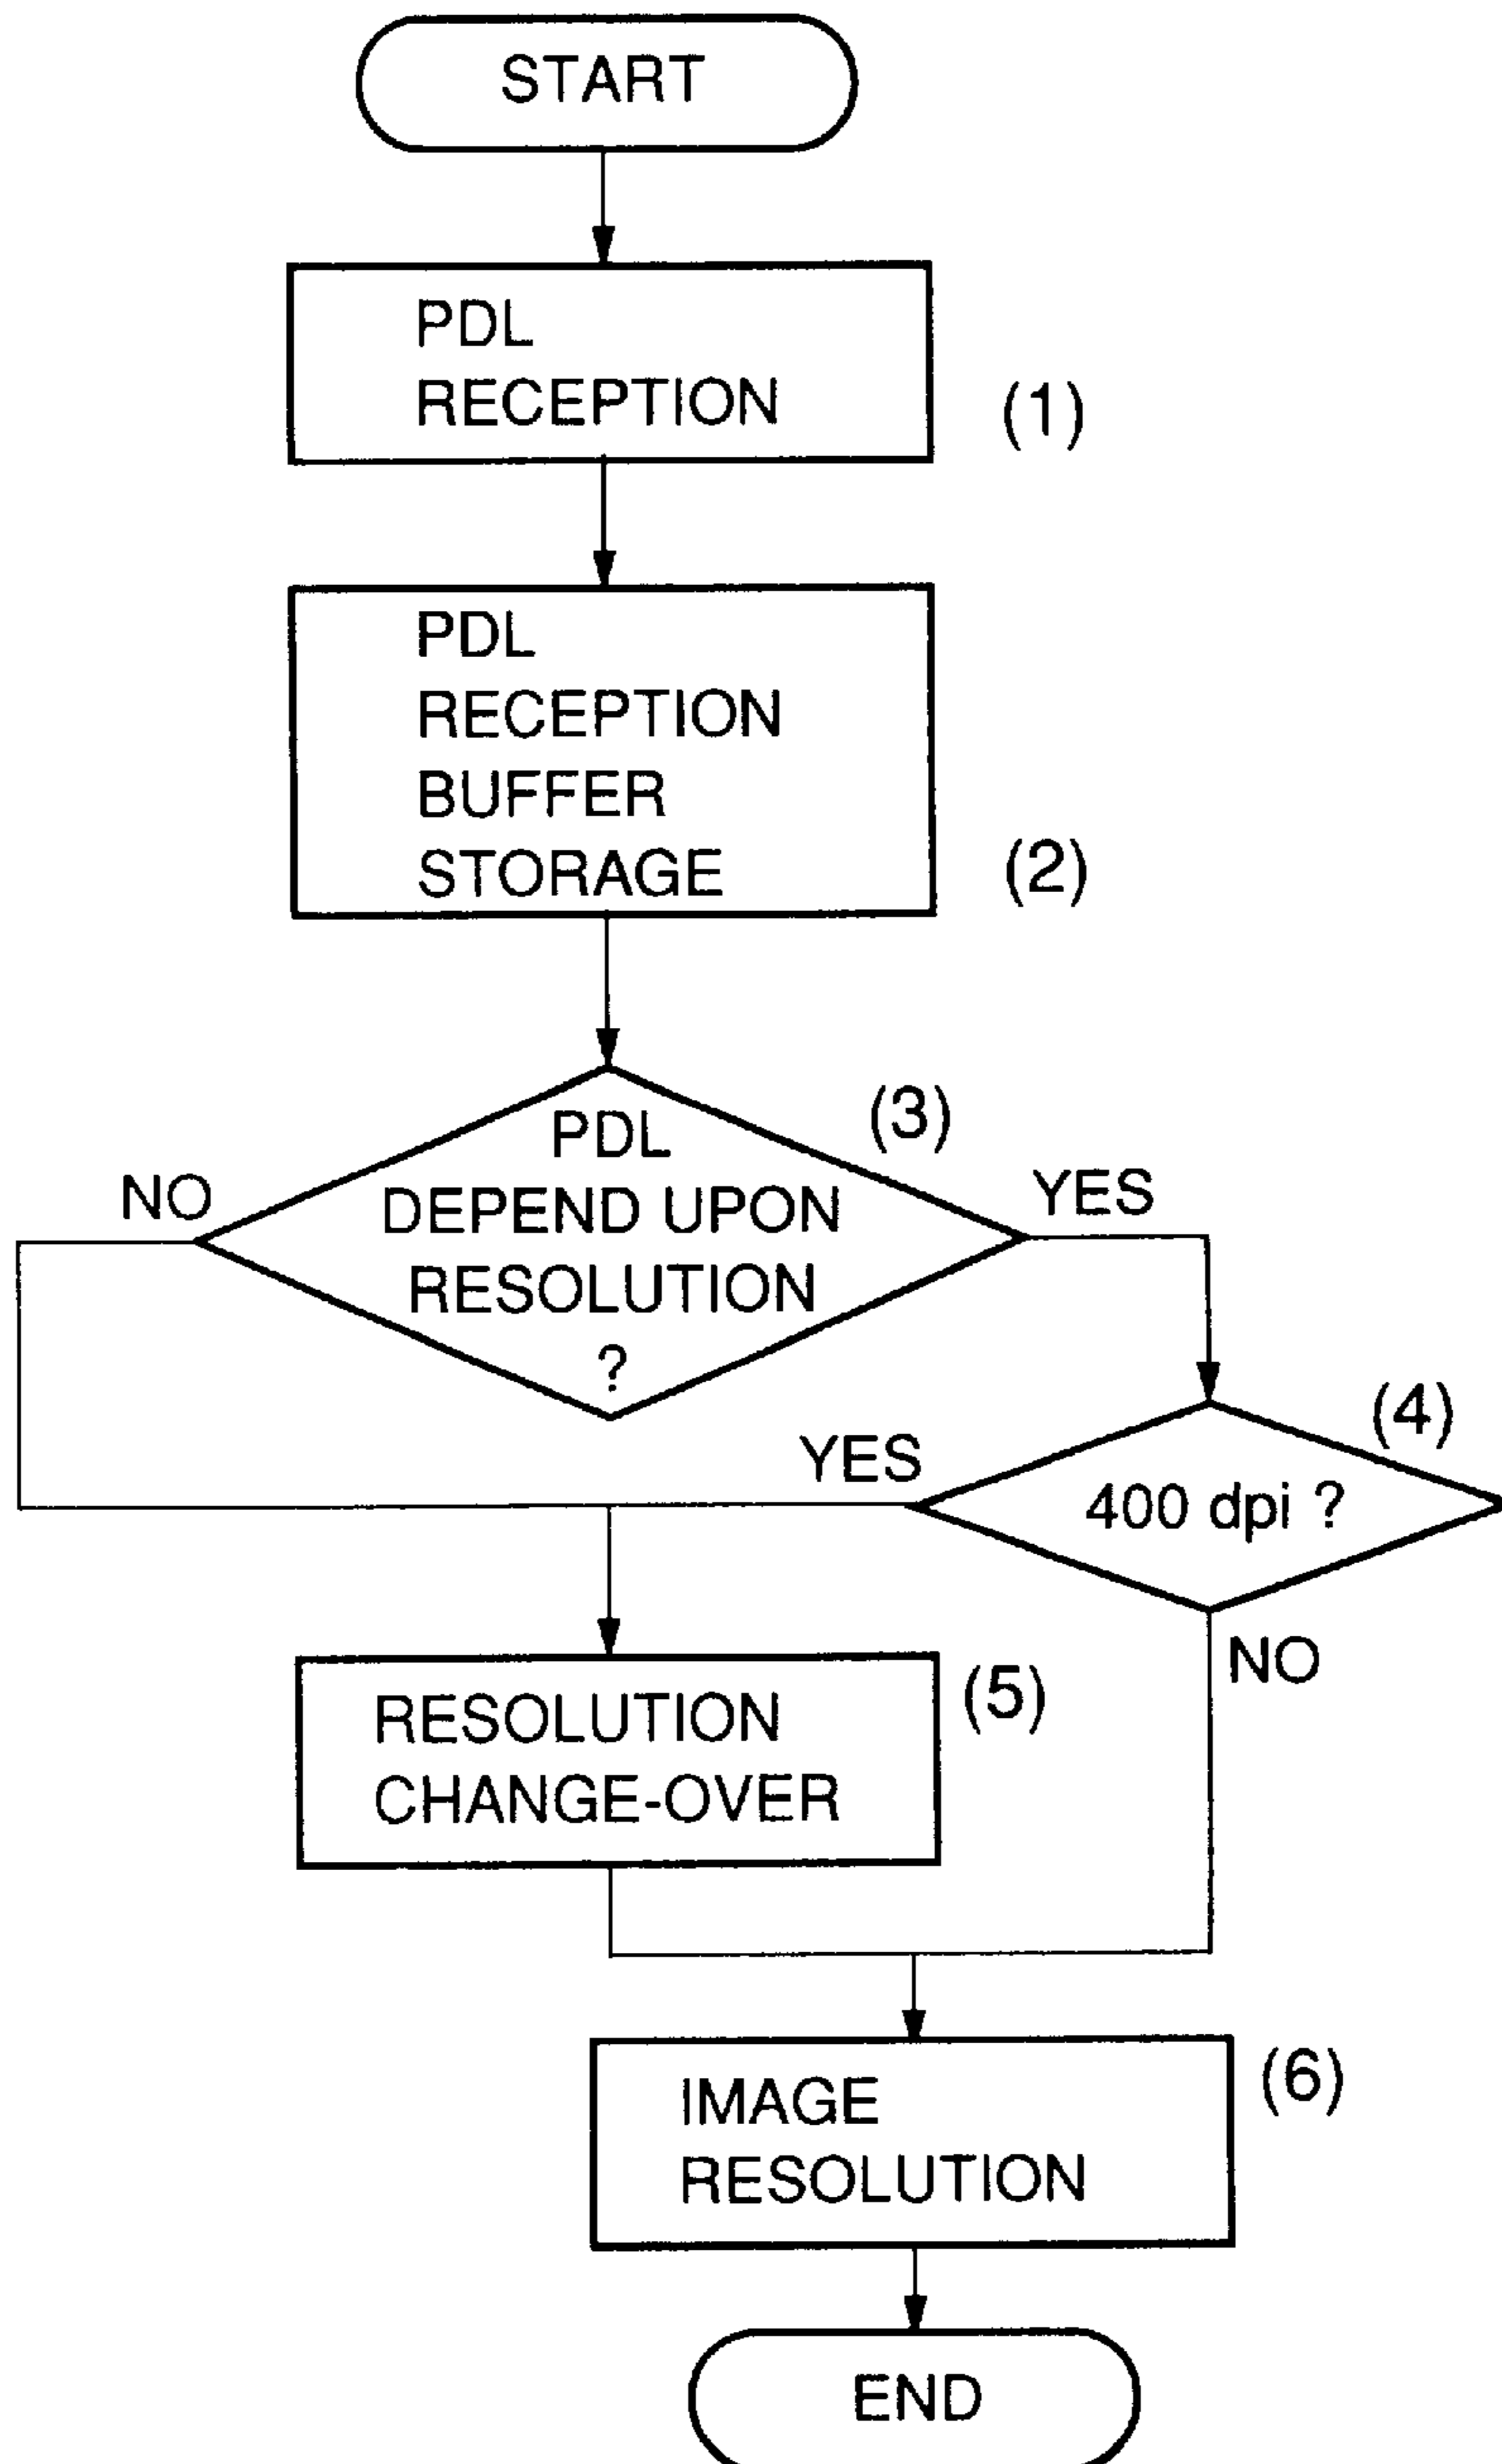 START
PDL
RECEPTION
(1)
PDL
RECEPTION
BUFFER
STORAGE
(2)
(3)
PDL
DEPEND UPON
RESOLUTION
?
NO
YES
(4)
400 dpi ?
YES
NO
(5)
RESOLUTION
CHANGE-OVER
(6)
IMAGE
RESOLUTION
END